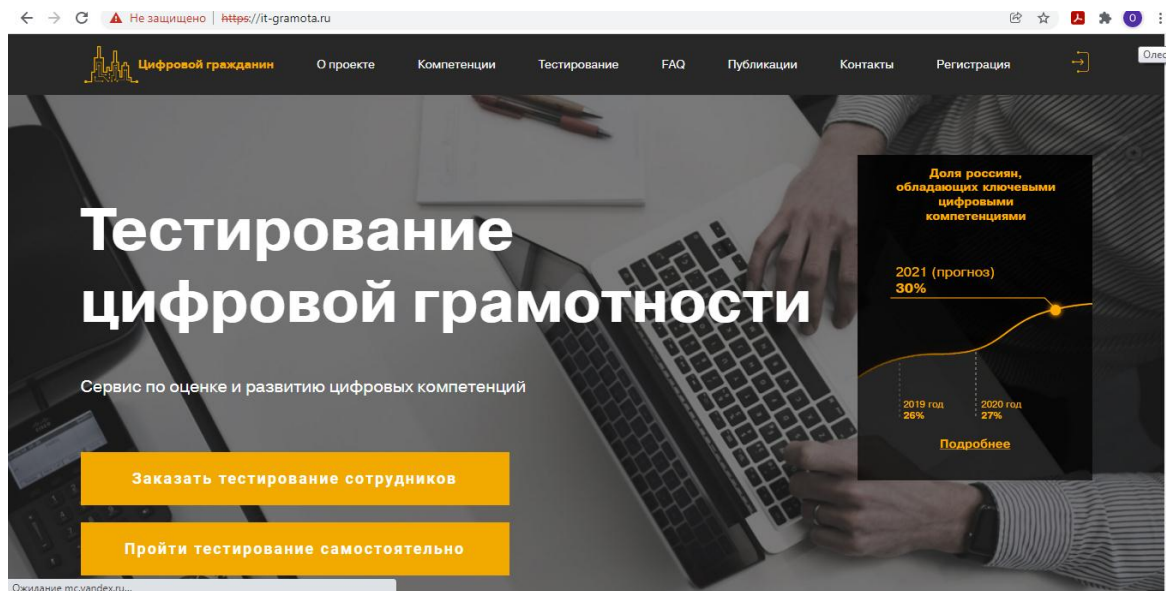 Не защищено | https://it-gramota.ru
О
Олес
Цифровой гражданин
О проекте
Компетенции
Тестирование
FAQ
Публикации
Контакты
Регистрация
Тестирование
цифровой грамотности
Сервис по оценке и развитию цифровых компетенций
Заказать тестирование сотрудников
Пройти тестирование самостоятельно
Доля россиян,
обладающих ключевыми
цифровыми
компетенциями
2021 (прогноз)
30%
2019 год
26%
2020 год
27%
Подробнее
Ожидание mc.yandex.ru...